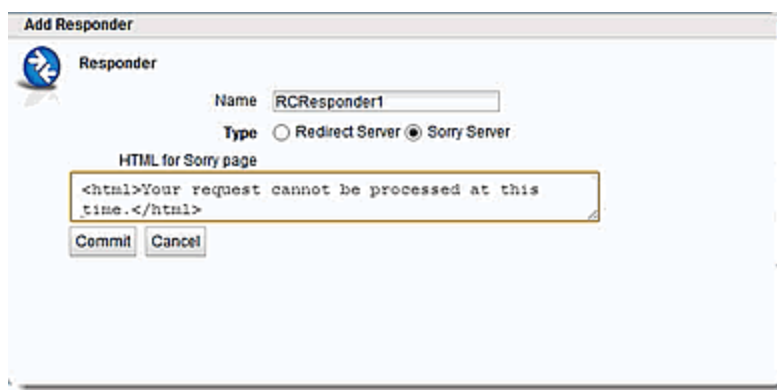 Add Responder
Responder
Name RCResponder1
Type Redirect Server Sorry Server
HTML for Sorry page
<html>Your request cannot be processed at this
time.</html>
Commit Cancel